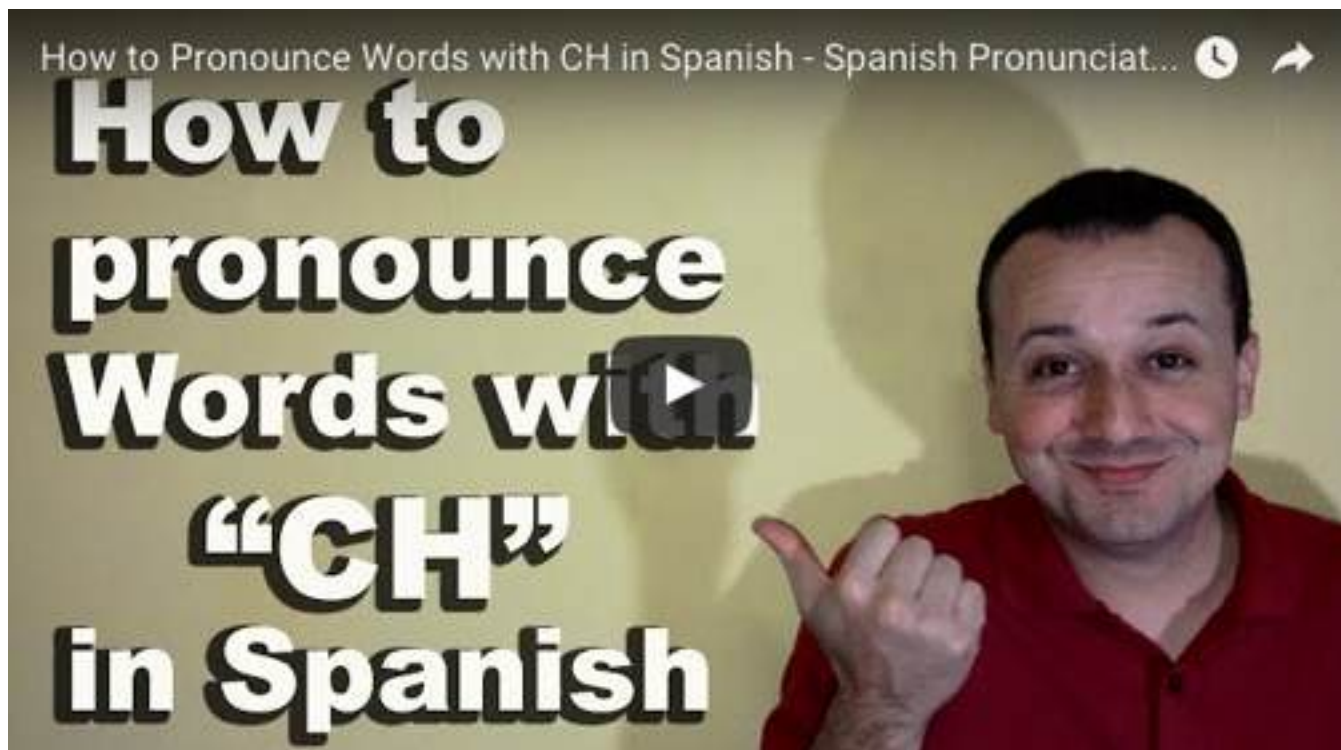 How to Pronounce Words with CH in Spanish - Spanish Pronunciat...
How to
pronounce
Words with
“CH”
in Spanish